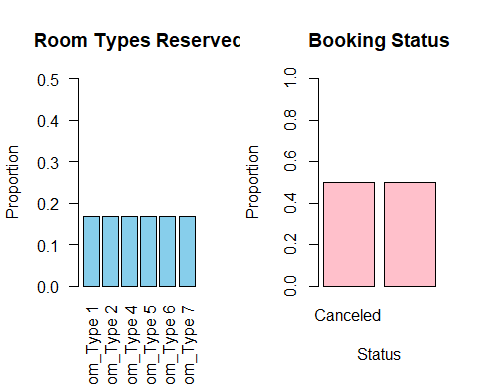 Room Types Reserved
Proportion
0.5
0.4
0.3
0.2
0.1
0.0
om_Type 1
om_Type 2
om_Type 4
om_Type 5
om_Type 6
om_Type 7
Booking Status
Proportion
1.0
0.8
0.6
0.4
0.2
0.0
Canceled
Status